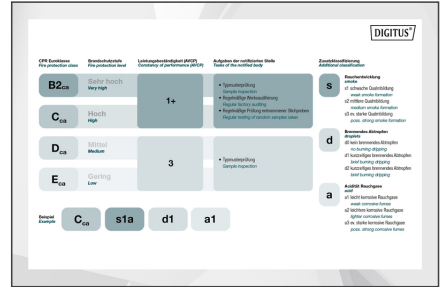 DIGITUS®
CPR Euroklasse
Fire protection class
Brandschutzstufe
Fire protection level
Leistungsbeständigkeit (AVCP)
Constancy of performance (AVCP)
Aufgaben der notifizierten Stelle
Tasks of the notified body
Zusatzklassifizierung
Additional classification
B2ca
Sehr hoch
Very high
Cca
Hoch
High
1+
• Typmusterprüfung
Sample inspection
• Regelmäßige Werksauditierung
Regular factory auditing
• Regelmäßige Prüfung entnommener Stichproben
Regular testing of random samples taken
Dca
Mittel
Medium
Eca
Gering
Low
3
• Typmusterprüfung
Sample inspection
s
Rauchentwicklung
smoke
s1 schwache Qualmbildung
weak smoke formation
s2 mittlere Qualmbildung
medium smoke formation
s3 ev. starke Qualmbildung
poss. strong smoke formation
d
Brennendes Abtropfen
droplets
d0 kein brennendes Abtropfen
no burning dripping
d1 kurzzeitiges brennendes Abtropfen
brief burning dripping
d2 kurzzeitiges brennendes Abtropfen
brief burning dripping
a
Acidität Rauchgase
acid
a1 leicht korrosive Rauchgase
weak corrosive fumes
a2 leichtere korrosive Rauchgase
lighter corrosive fumes
a3 ev. starke korrosive Rauchgase
poss. strong corrosive fumes
Beispiel
Example
Cca s1a d1 a1